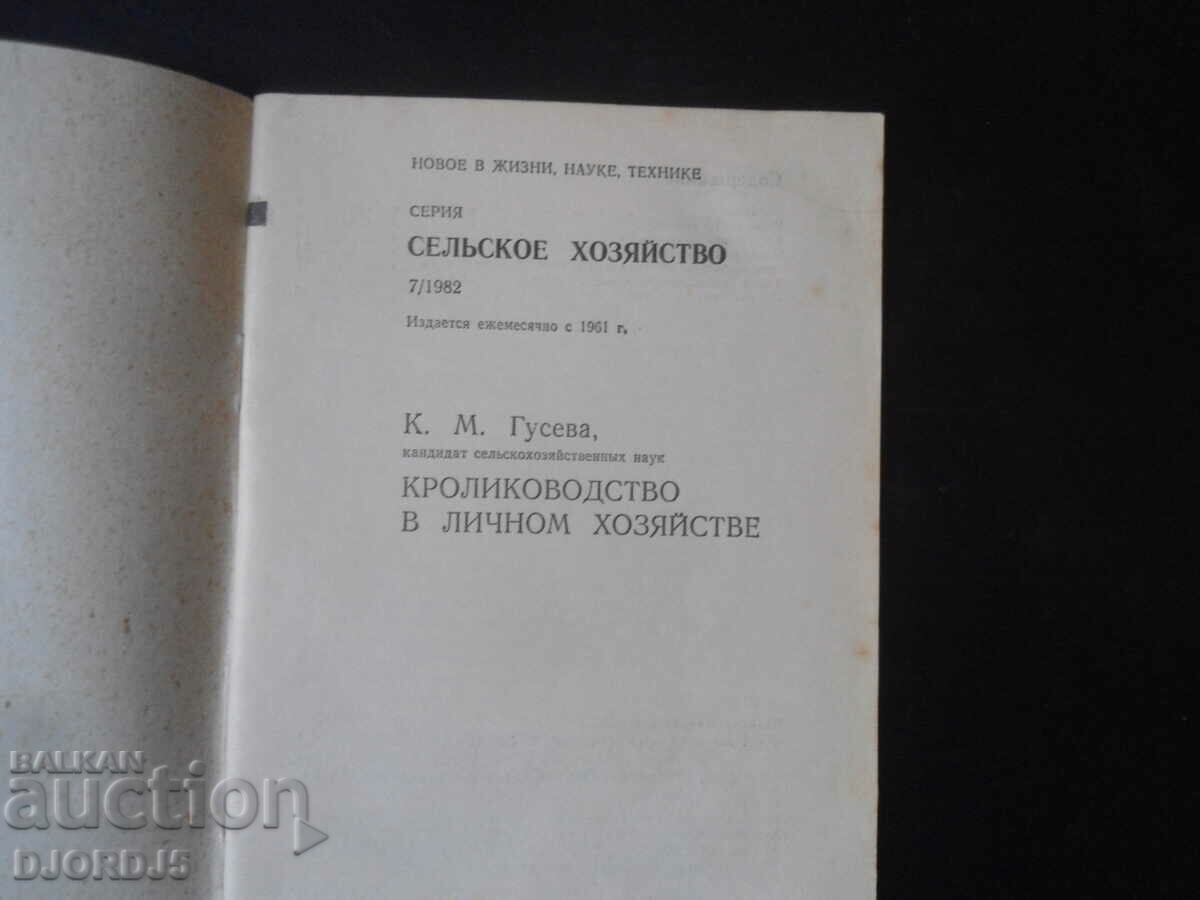 НОВОЕ В ЖИЗНИ, НАУКЕ, ТЕХНИКЕ
СЕРИЯ
СЕЛЬСКОЕ ХОЗЯЙСТВО
7/1982
Издается ежемесячно с 1961 г.
К. М. Гусева,
кандидат сельскохозяйственных наук
КРОЛИКОВОДСТВО
В ЛИЧНОМ ХОЗЯЙСТВЕ
BALKAN
auction
DJORDJ5